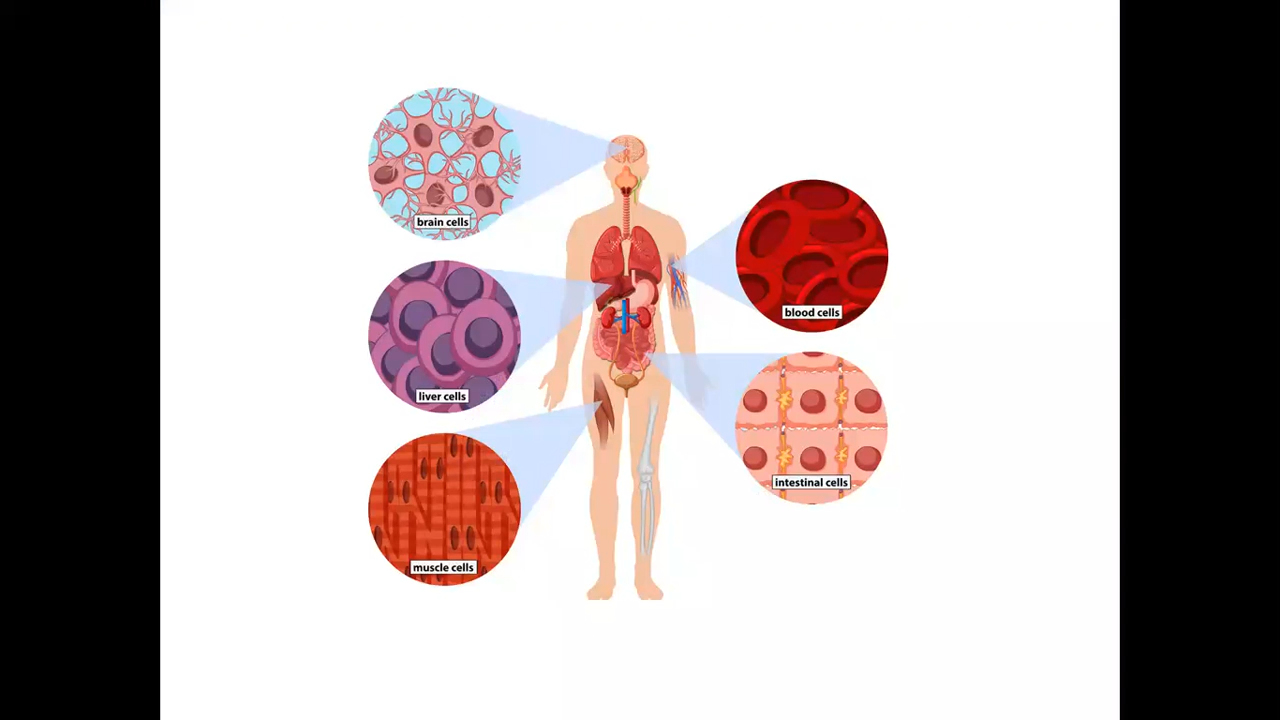 brain cells
liver cells
muscle cells
blood cells
intestinal cells